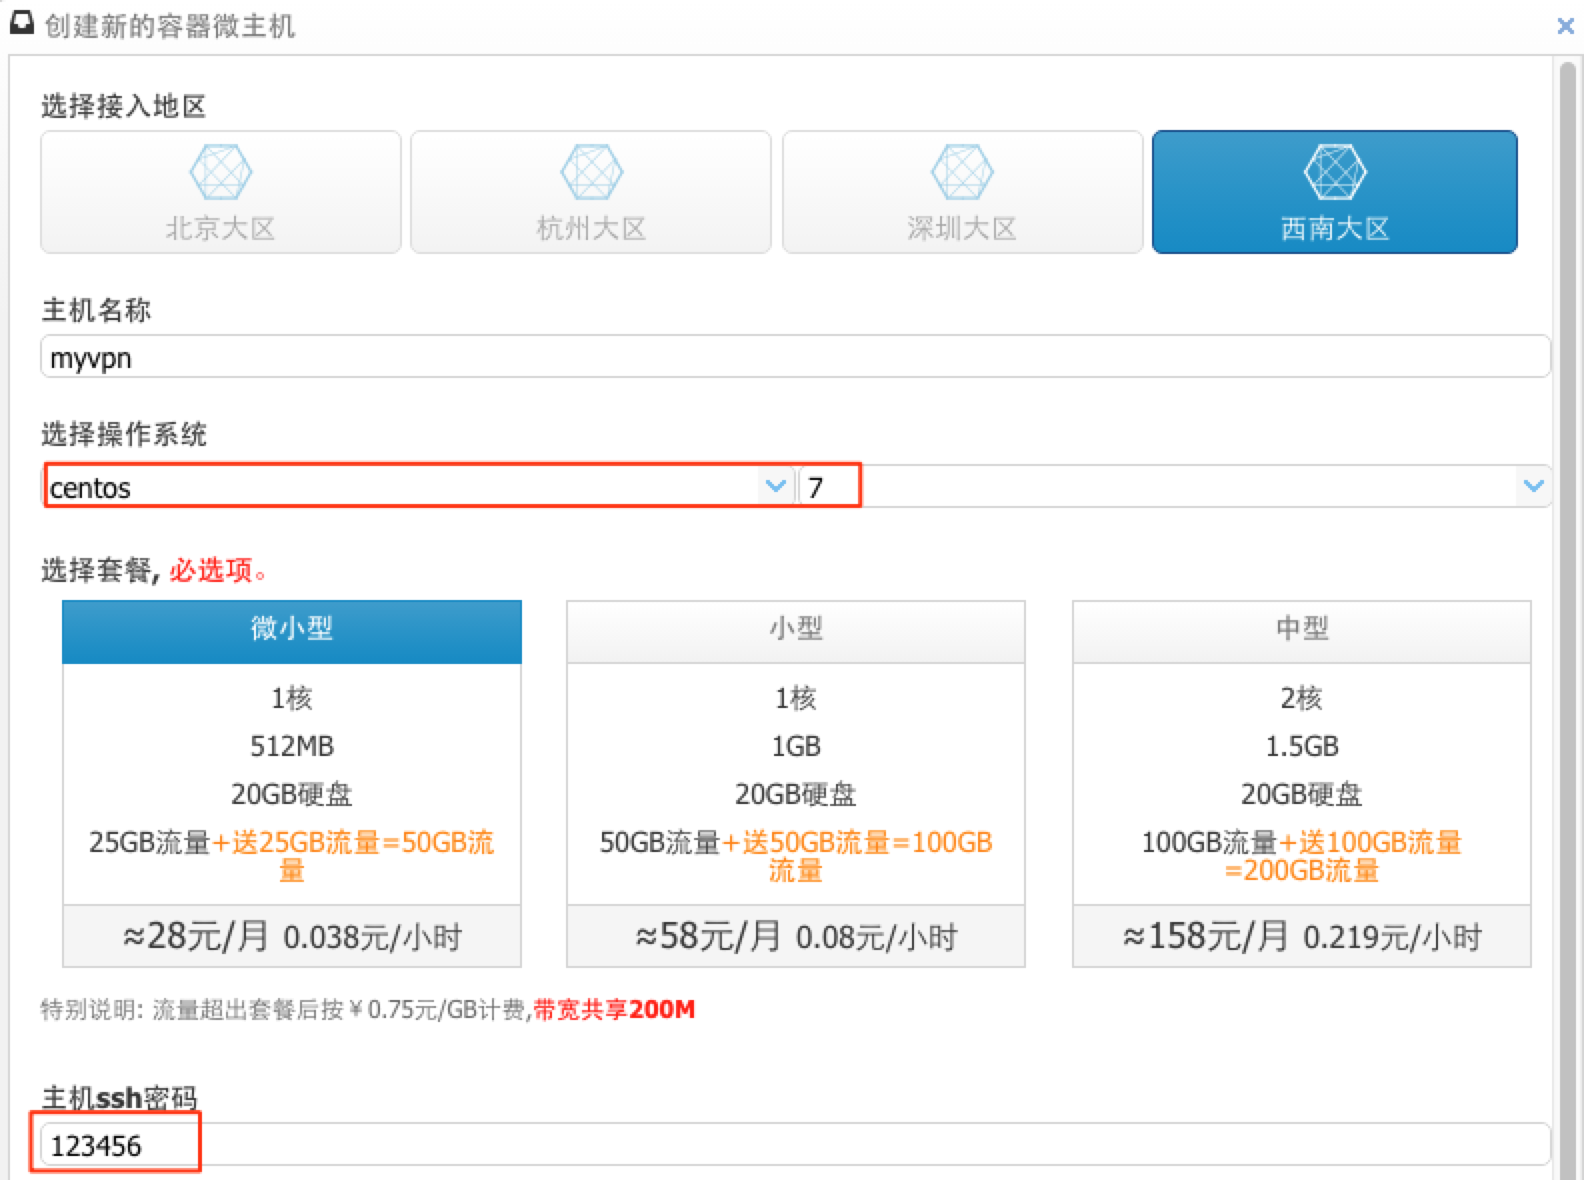 创建新的容器微主机
选择接入地区
北京大区
杭州大区
深圳大区
西南大区
主机名称
myvpn
选择操作系统
centos
7
选择套餐, 必选项。
微小型
1核
512MB
20GB硬盘
25GB流量+送25GB流量=50GB流
量
≈28元/月 0.038元/小时
小型
1核
1GB
20GB硬盘
50GB流量+送50GB流量=100GB
流量
≈58元/月 0.08元/小时
中型
2核
1.5GB
20GB硬盘
100GB流量+送100GB流量
=200GB流量
≈158元/月 0.219元/小时
特别说明: 流量超出套餐后按￥0.75元/GB计费,带宽共享200M
主机ssh密码
123456